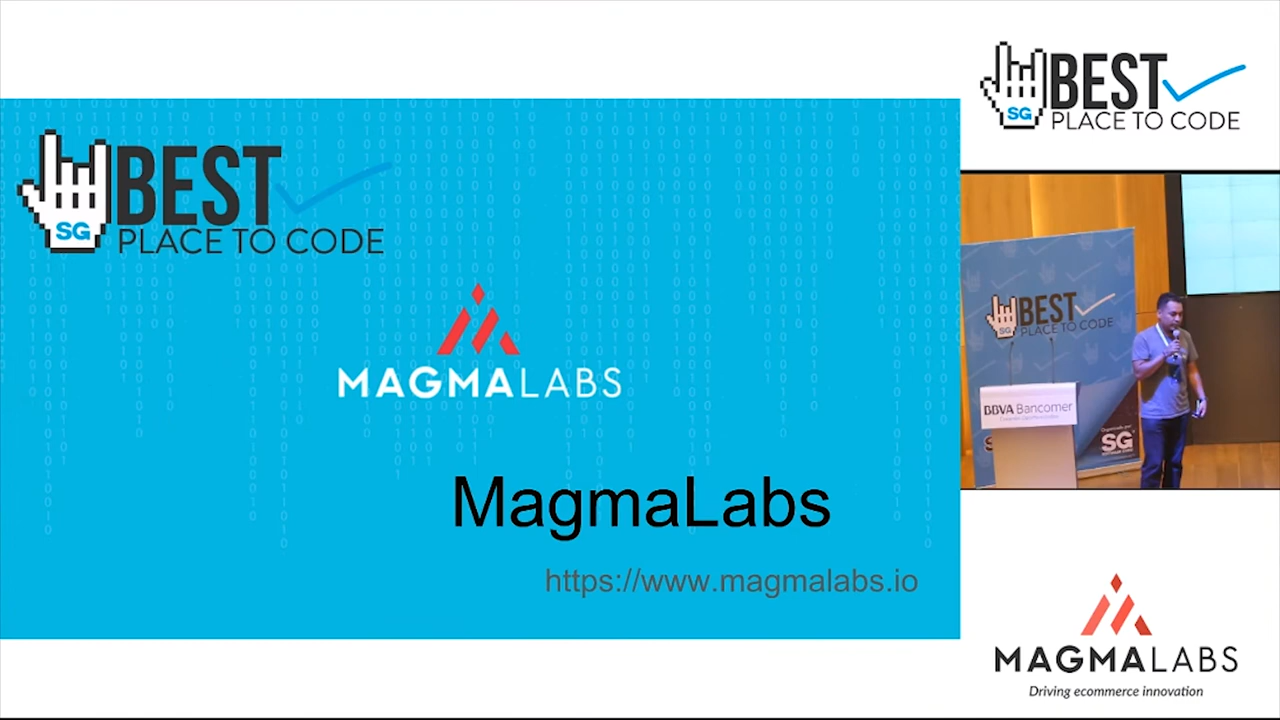 SG
BEST
PLACE TO CODE
MAGMALABS
MagmaLabs
https://www.magmalabs.io
SG
BEST
PLACE TO CODE
SG
BEST
PLACE TO CODE
BBVA Bancomer
SG
MAGMALABS
Driving ecommerce innovation